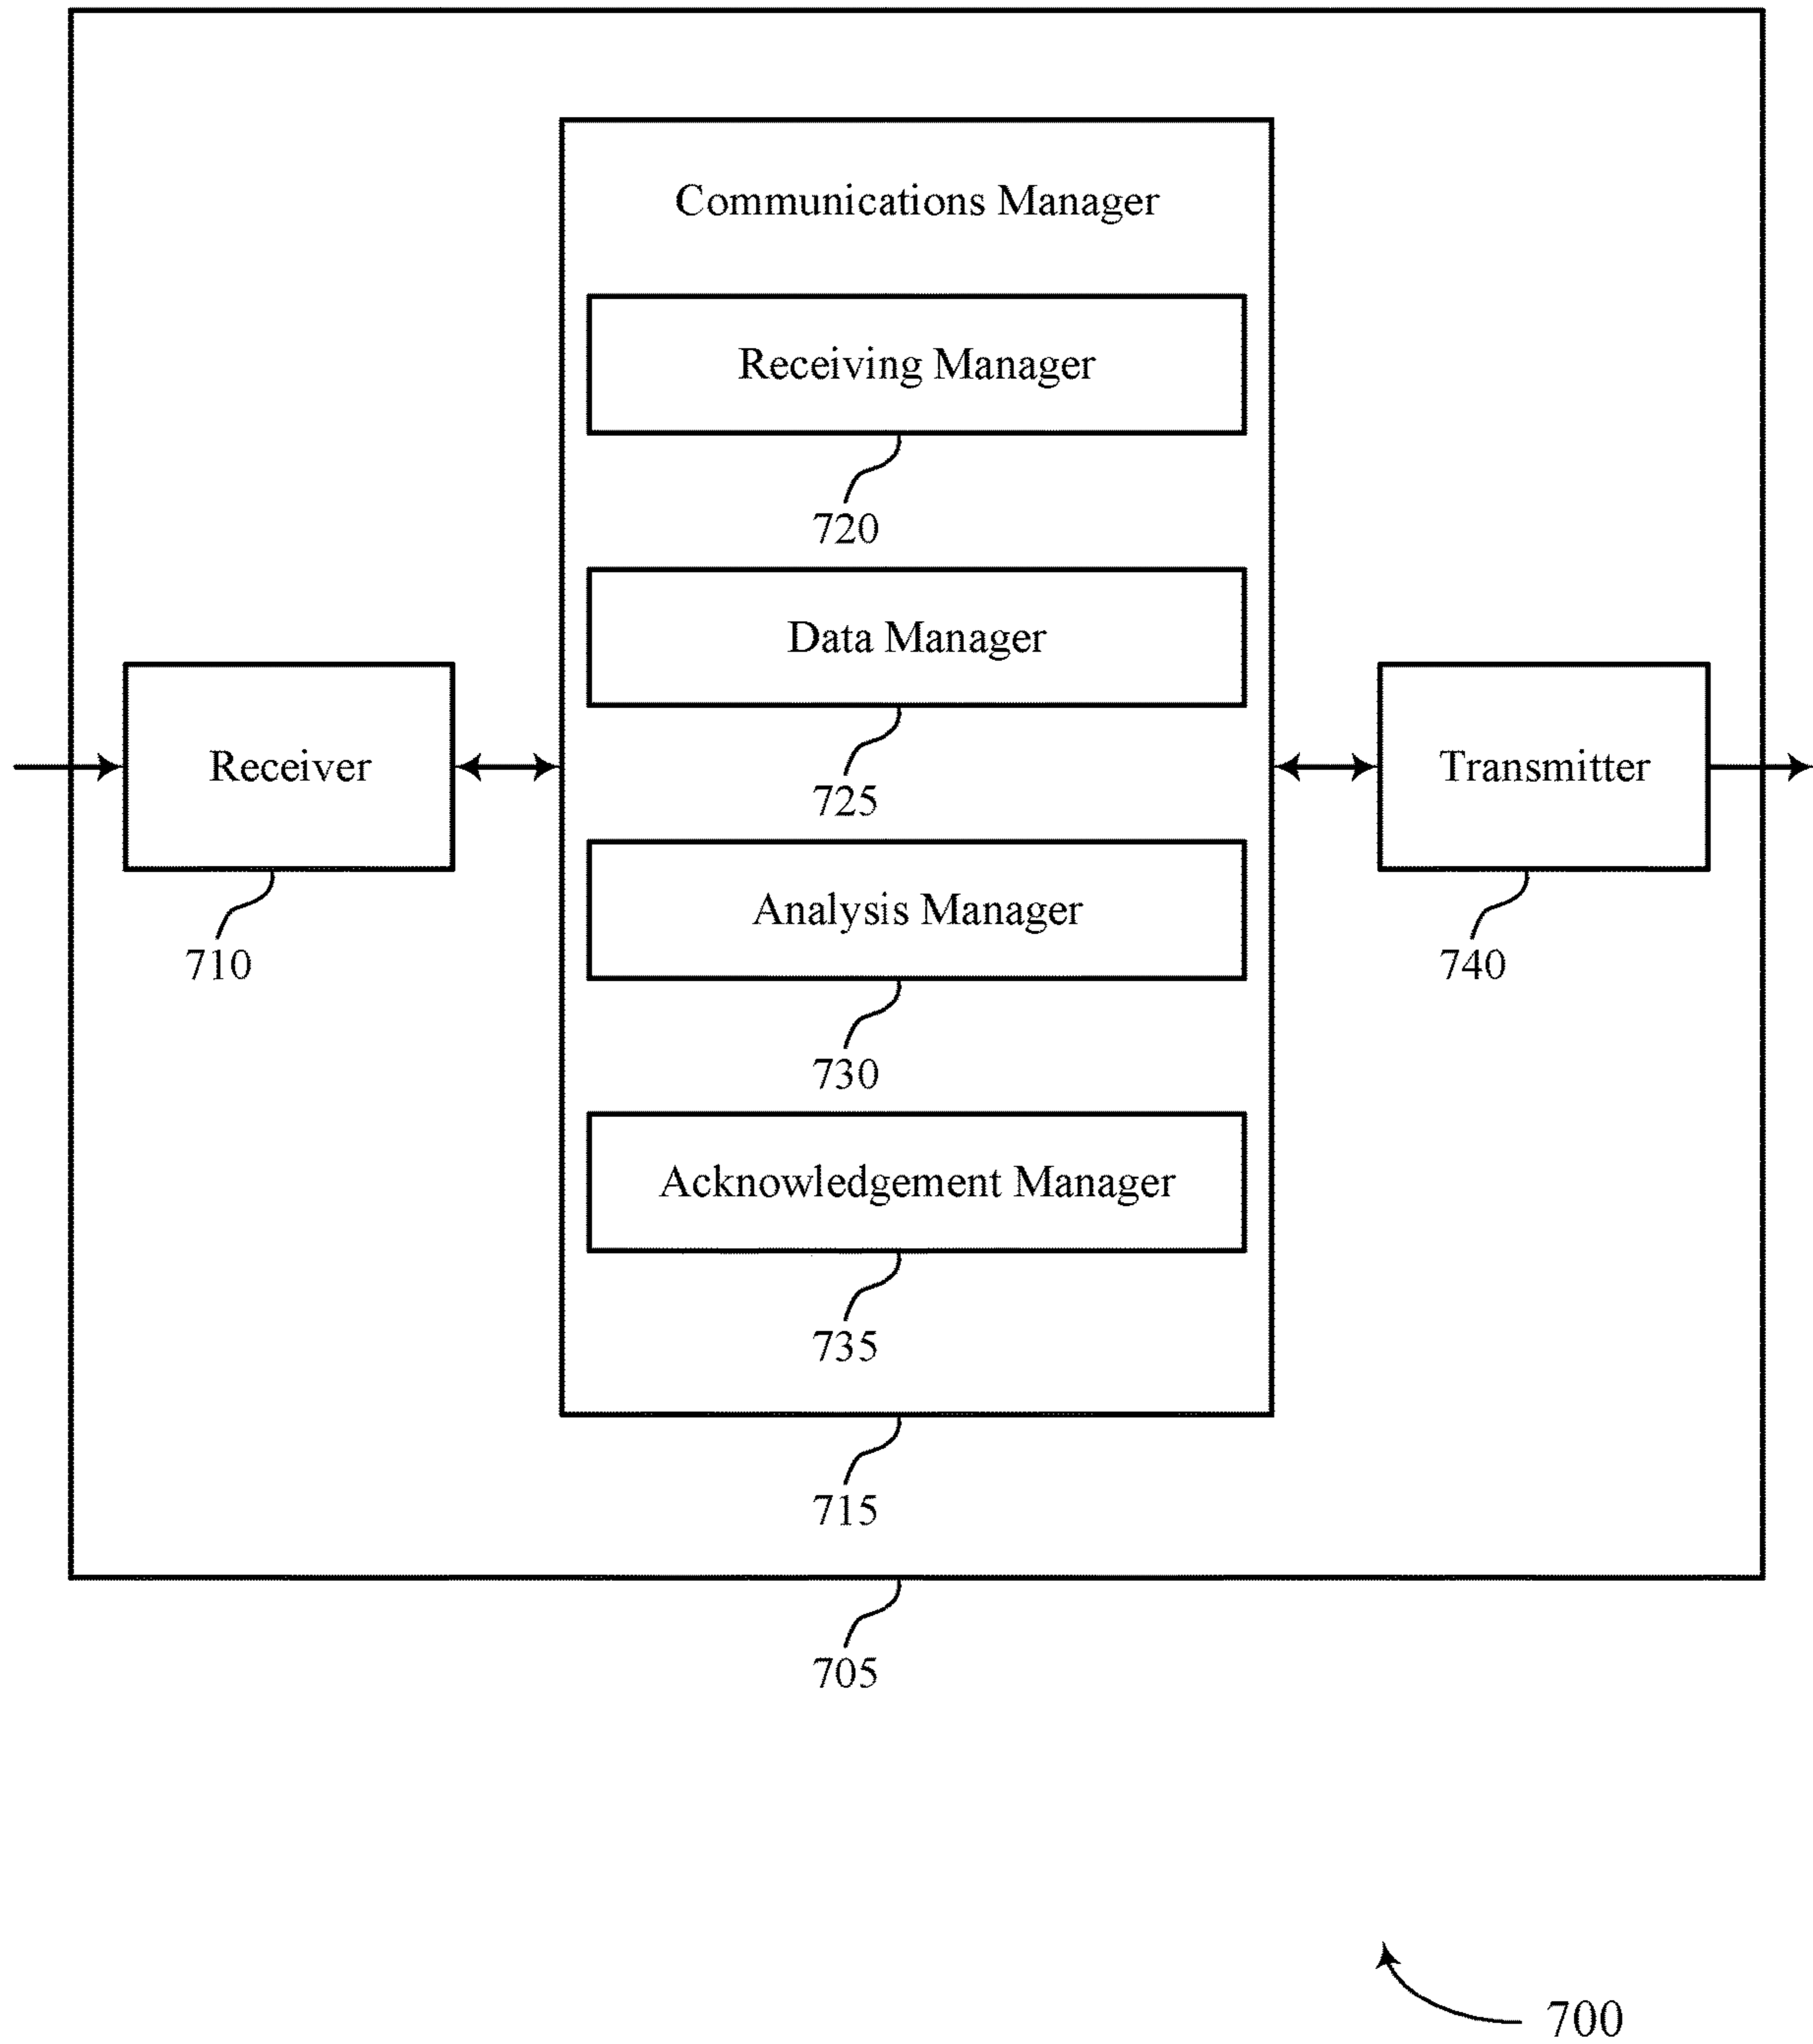 Communications Manager
Receiving Manager
720
Data Manager
725
Receiver
710
Transmitter
740
Analysis Manager
730
Acknowledgement Manager
735
715
705
700